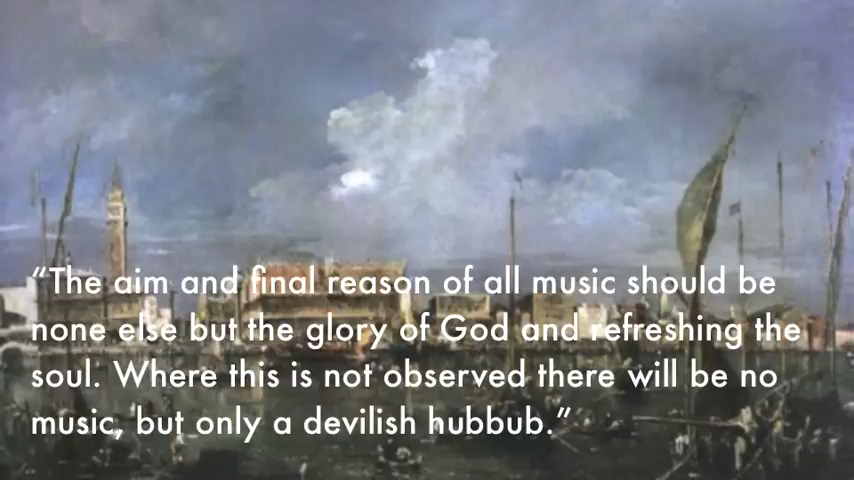 “The aim and final reason of all music should be
none else but the glory of God and refreshing the
soul. Where this is not observed there will be no
music, but only a devilish hubbub.”